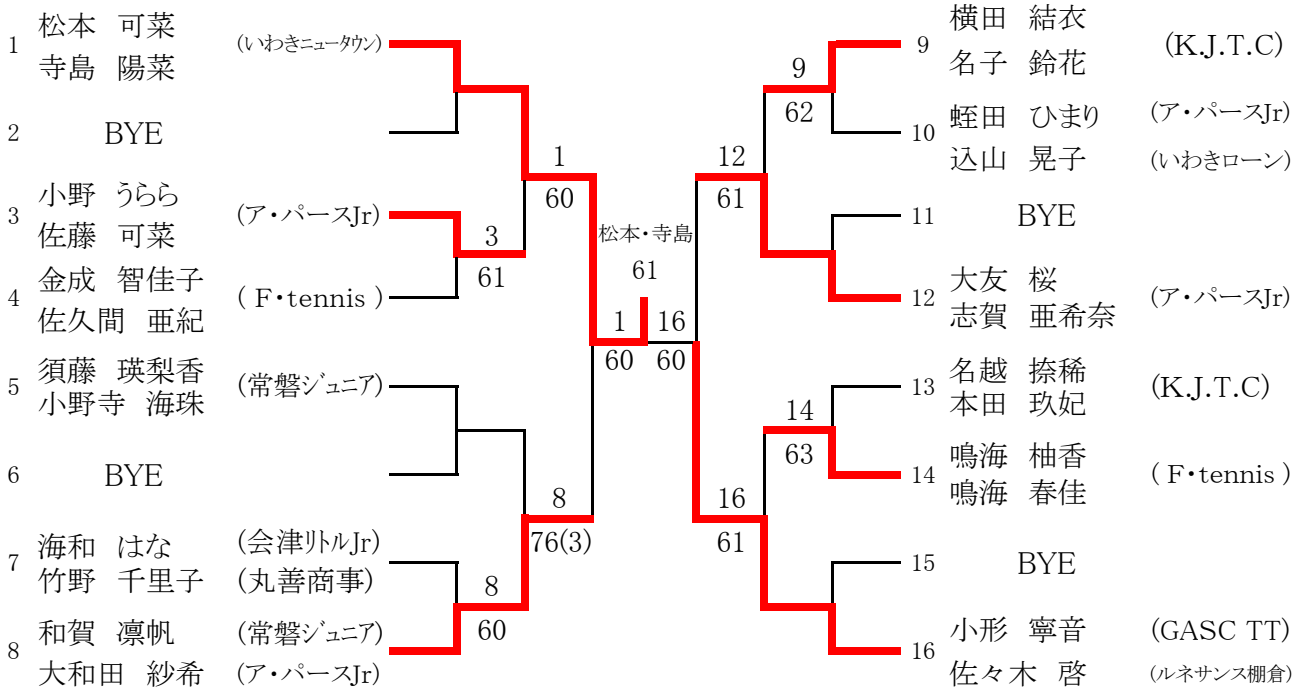 1 松本 可菜 (いわきニュータウン)
寺島 陽菜
2 BYE
3 小野 うらら (ア・パースJr)
佐藤 可菜
4 金成 智佳子 ( F・tennis )
佐久間 亜紀
5 須藤 瑛梨香 (常磐ジュニア)
小野寺 海珠
6 BYE
7 海和 はな (会津リトルJr)
竹野 千里子 (丸善商事)
8 和賀 凛帆 (常磐ジュニア)
大和田 紗希 (ア・パースJr)
3
61
8
60
1
60
8
76(3)
1
60
松本・寺島
61
16
60
12
61
16
61
9
62
14
63
9 横田 結衣 (K.J.T.C)
名子 鈴花
10 蛭田 ひまり (ア・パースJr)
込山 晃子 (いわきローン)
11 BYE
12 大友 桜 (ア・パースJr)
志賀 亜希奈
13 名越 捺稀 (K.J.T.C)
本田 玖妃
14 鳴海 柚香 ( F・tennis )
鳴海 春佳
15 BYE
16 小形 寧音 (GASC TT)
佐々木 啓 (ルネサンス棚倉)